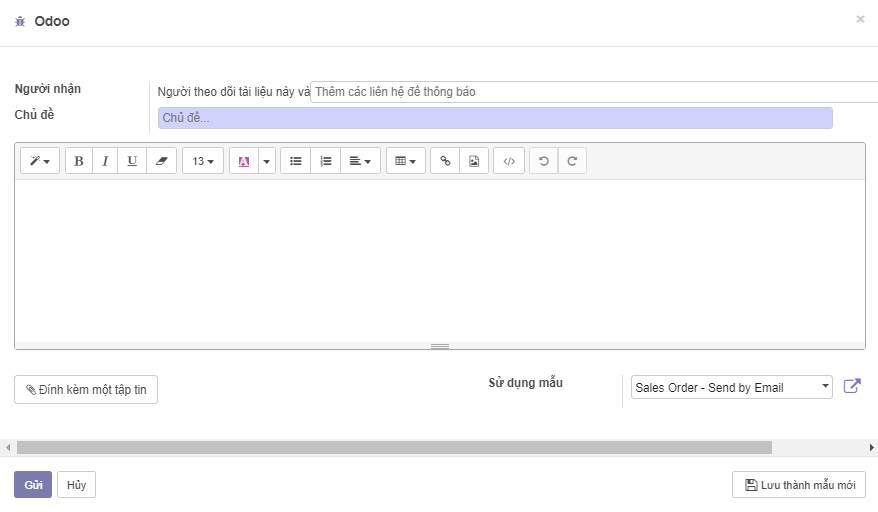 Odoo
×
Người nhận
Người theo dõi tài liệu này và
Thêm các liên hệ để thông báo
Chủ đề
Chủ đề...
B I U 13 A </>
Đính kèm một tập tin
Sử dụng mẫu
Sales Order - Send by Email
Gửi
Hủy
Lưu thành mẫu mới